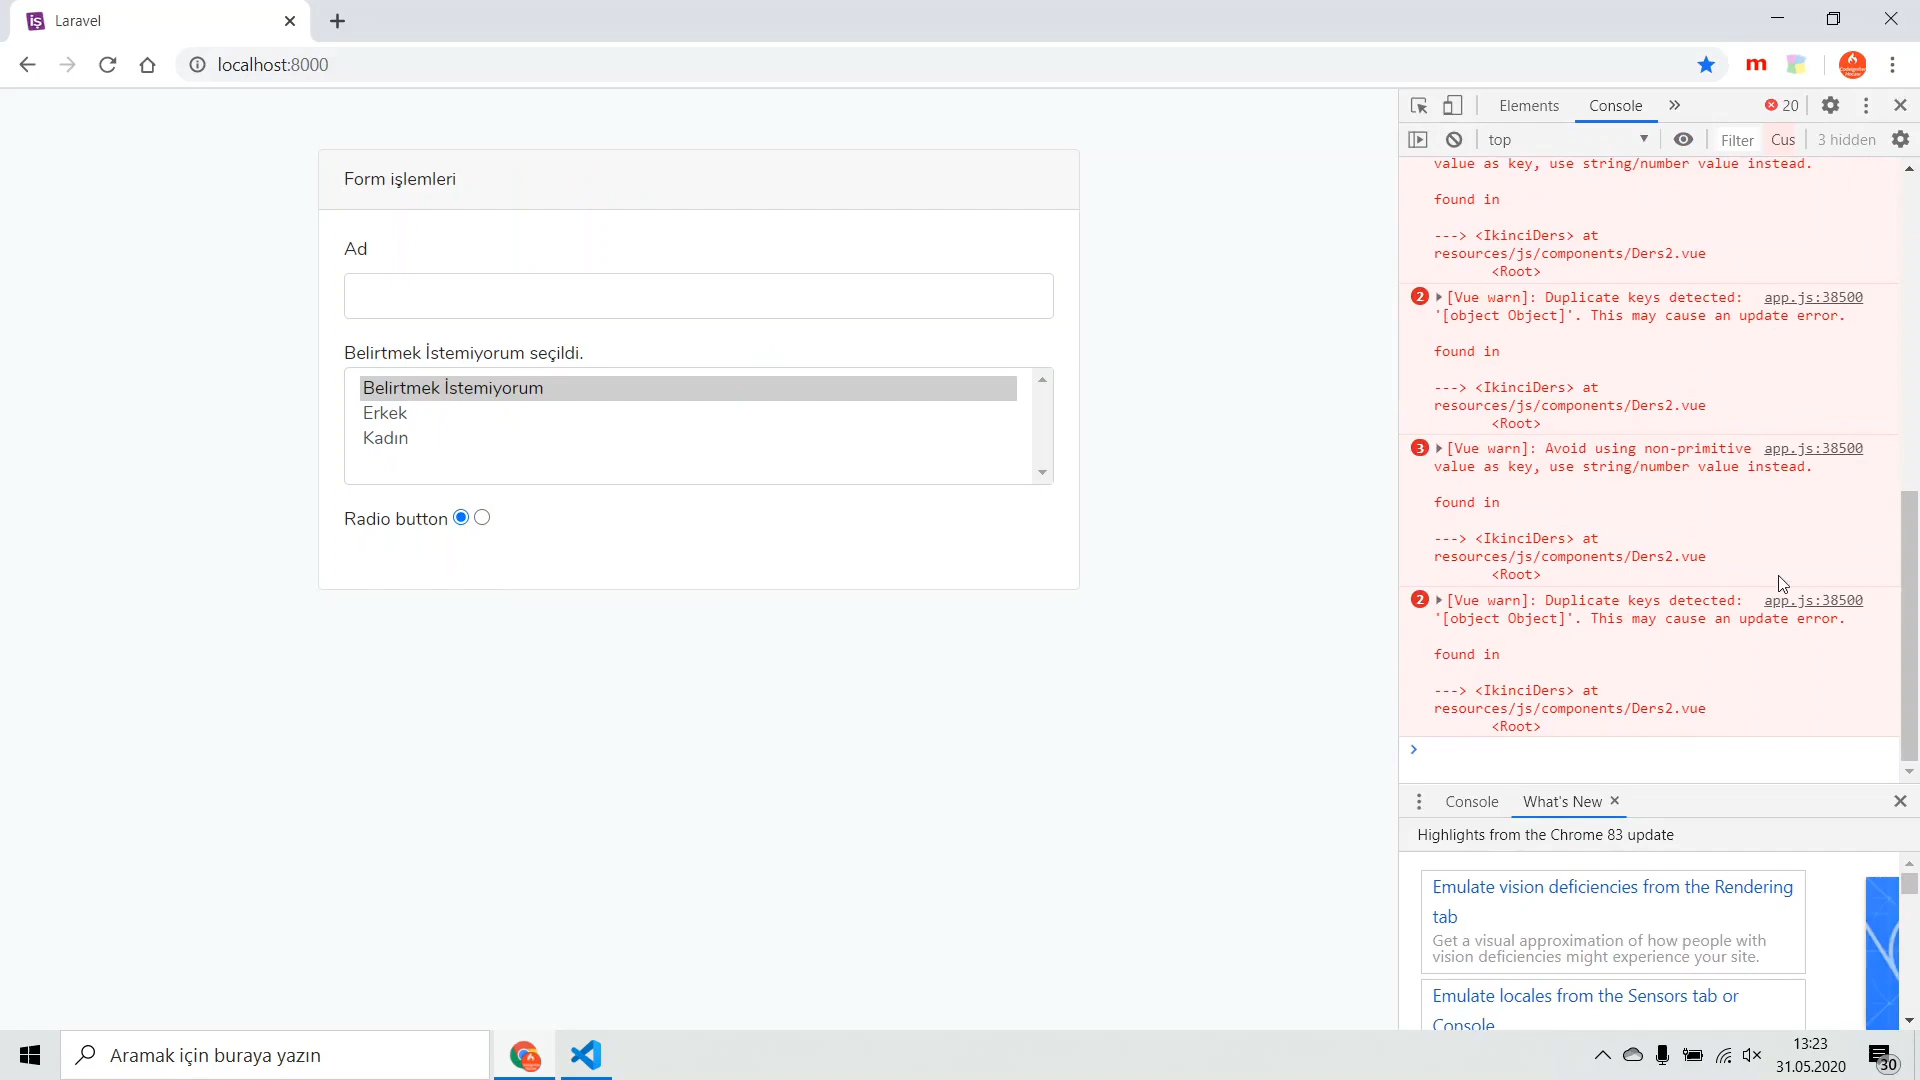 iş Laravel
localhost:8000
m
Form işlemleri
Ad
Belirtmek İstemiyorum seçildi.
Belirtmek İstemiyorum
Erkek
Kadın
Radio button
Elements Console 20
top Filter Cus 3 hidden
value as key, use string/number value instead.
found in
---> <IkinciDers> at
resources/js/components/Ders2.vue
<Root>
2 [Vue warn]: Duplicate keys detected: app.js:38500
'[object Object]'. This may cause an update error.
found in
---> <IkinciDers> at
resources/js/components/Ders2.vue
<Root>
3 [Vue warn]: Avoid using non-primitive app.js:38500
value as key, use string/number value instead.
found in
---> <IkinciDers> at
resources/js/components/Ders2.vue
<Root>
2 [Vue warn]: Duplicate keys detected: app.js:38500
'[object Object]'. This may cause an update error.
found in
---> <IkinciDers> at
resources/js/components/Ders2.vue
<Root>
Console What's New
Highlights from the Chrome 83 update
Emulate vision deficiencies from the Rendering
tab
Get a visual approximation of how people with
vision deficiencies might experience your site.
Emulate locales from the Sensors tab or
Console
Aramak için buraya yazın
13:23
31.05.2020
30